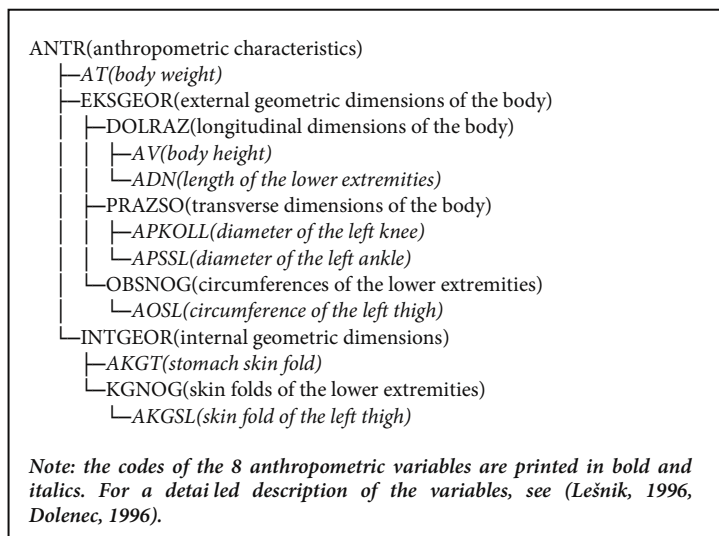 ANTR(anthropometric characteristics)
├─AT(body weight)
├─EKSGEOR(external geometric dimensions of the body)
│ ├─DOLRAZ(longitudinal dimensions of the body)
│ │ ├─AV(body height)
│ │ └─ADN(length of the lower extremities)
│ ├─PRAZSO(transverse dimensions of the body)
│ │ ├─APKOLL(diameter of the left knee)
│ │ └─APSSL(diameter of the left ankle)
│ └─OBSNOG(circumferences of the lower extremities)
│ └─AOSL(circumference of the left thigh)
└─INTGEOR(internal geometric dimensions)
├─AKGT(stomach skin fold)
└─KGNOG(skin folds of the lower extremities)
└─AKGSL(skin fold of the left thigh)
Note: the codes of the 8 anthropometric variables are printed in bold and
italics. For a detailed description of the variables, see (Lešnik, 1996,
Dolenec, 1996).